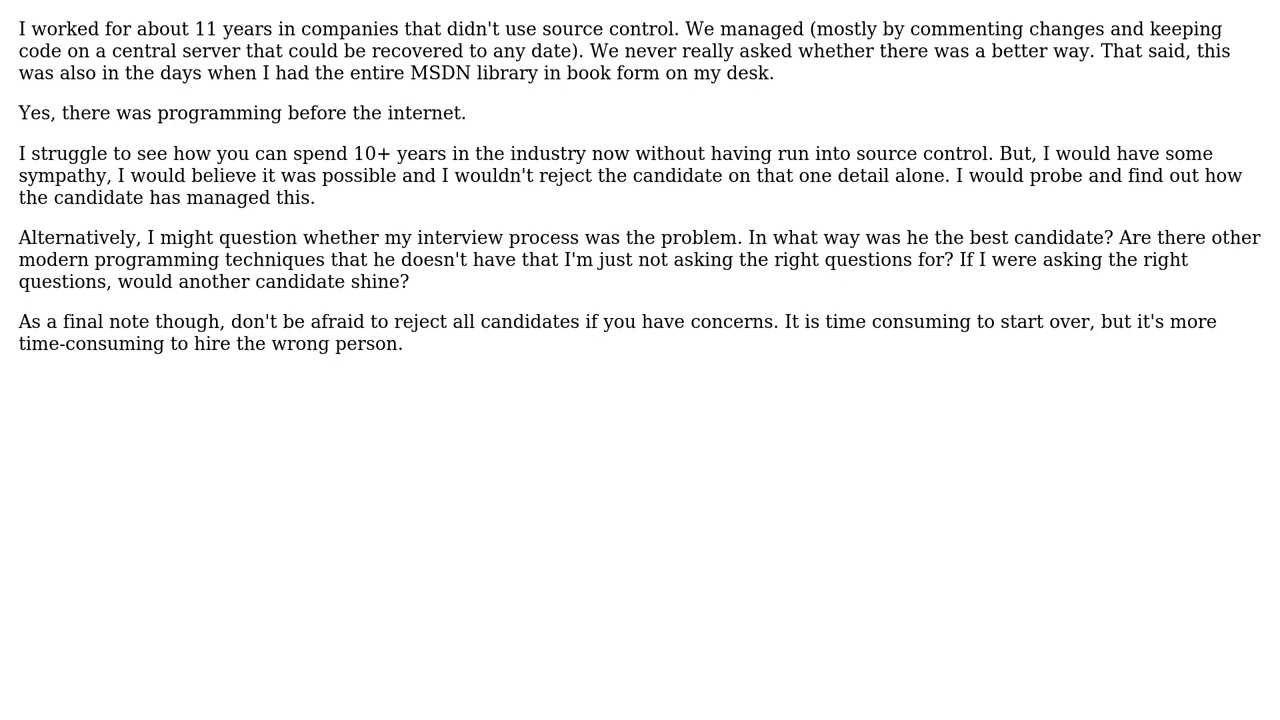 I worked for about 11 years in companies that didn't use source control. We managed (mostly by commenting changes and keeping
code on a central server that could be recovered to any date). We never really asked whether there was a better way. That said, this
was also in the days when I had the entire MSDN library in book form on my desk.
Yes, there was programming before the internet.
I struggle to see how you can spend 10+ years in the industry now without having run into source control. But, I would have some
sympathy, I would believe it was possible and I wouldn't reject the candidate on that one detail alone. I would probe and find out how
the candidate has managed this.
Alternatively, I might question whether my interview process was the problem. In what way was he the best candidate? Are there other
modern programming techniques that he doesn't have that I'm just not asking the right questions for? If I were asking the right
questions, would another candidate shine?
As a final note though, don't be afraid to reject all candidates if you have concerns. It is time consuming to start over, but it's more
time-consuming to hire the wrong person.